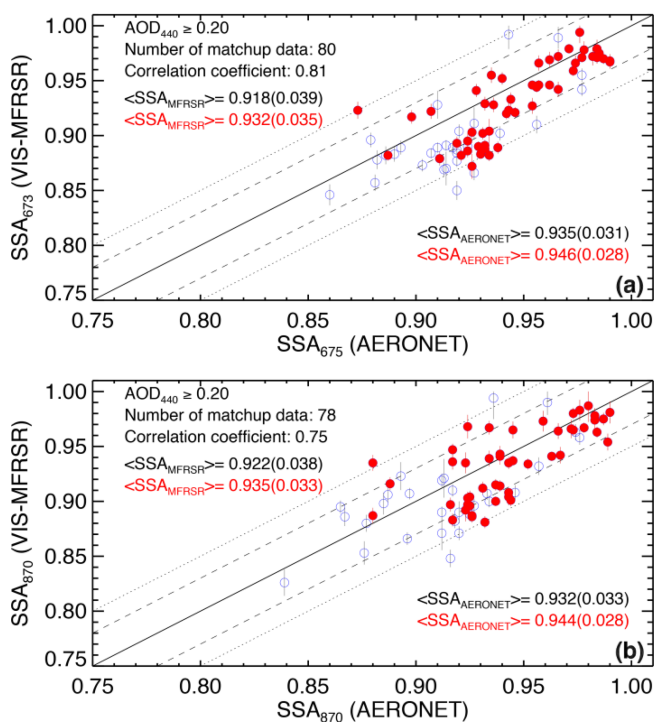 AOD440 ≥ 0.20
Number of matchup data: 80
Correlation coefficient: 0.81
<SSAMFRSR>= 0.918(0.039)
<SSAMFRSR>= 0.932(0.035)
<SSAAERONET>= 0.935(0.031)
<SSAAERONET>= 0.946(0.028)
(a)
SSA673 (VIS-MFRSR)
1.00
0.95
0.90
0.85
0.80
0.75
0.75 0.80 0.85 0.90 0.95 1.00
SSA675 (AERONET)
AOD440 ≥ 0.20
Number of matchup data: 78
Correlation coefficient: 0.75
<SSAMFRSR>= 0.922(0.038)
<SSAMFRSR>= 0.935(0.033)
<SSAAERONET>= 0.932(0.033)
<SSAAERONET>= 0.944(0.028)
(b)
SSA870 (VIS-MFRSR)
1.00
0.95
0.90
0.85
0.80
0.75
0.75 0.80 0.85 0.90 0.95 1.00
SSA870 (AERONET)